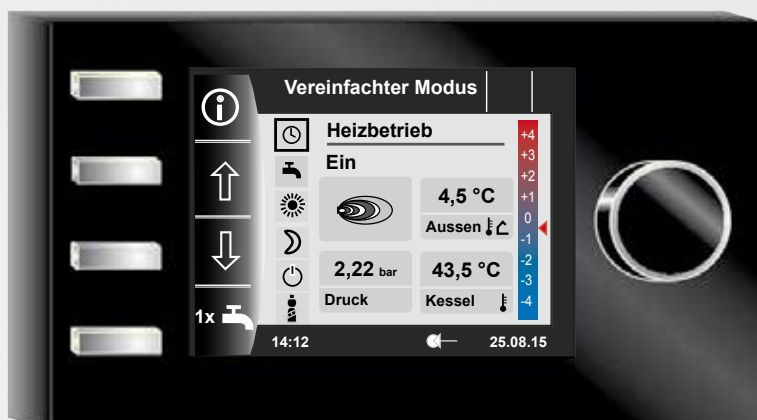 Vereinfachter Modus
Heizbetrieb
Ein
4,5 °C
Aussen
2,22 bar
Druck
43,5 °C
Kessel
+4
+3
+2
+1
0
-1
-2
-3
-4
1x
14:12
25.08.15